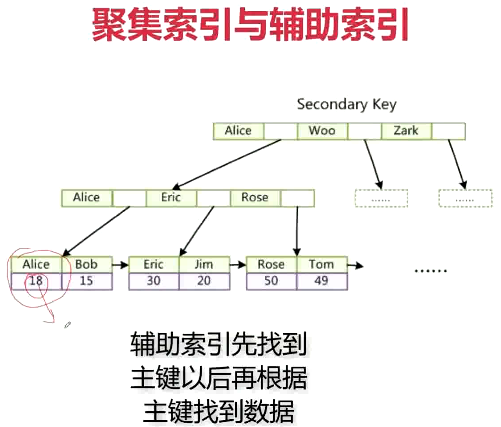 聚集索引与辅助索引
Secondary Key
Alice Woo Zark
Alice Eric Rose
...... ......
Alice Bob Eric Jim Rose Tom
18 15 30 20 50 49
......
辅助索引先找到
主键以后再根据
主键找到数据